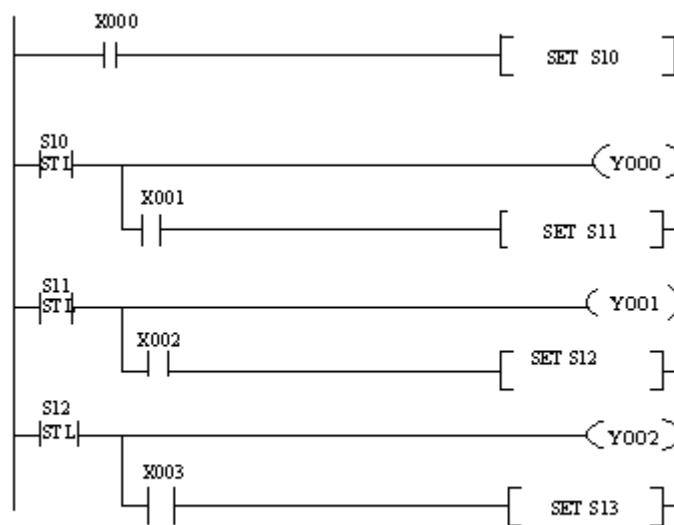 X000
SET S10
S10
STL
Y000
X001
SET S11
S11
STL
Y001
X002
SET S12
S12
STL
Y002
X003
SET S13